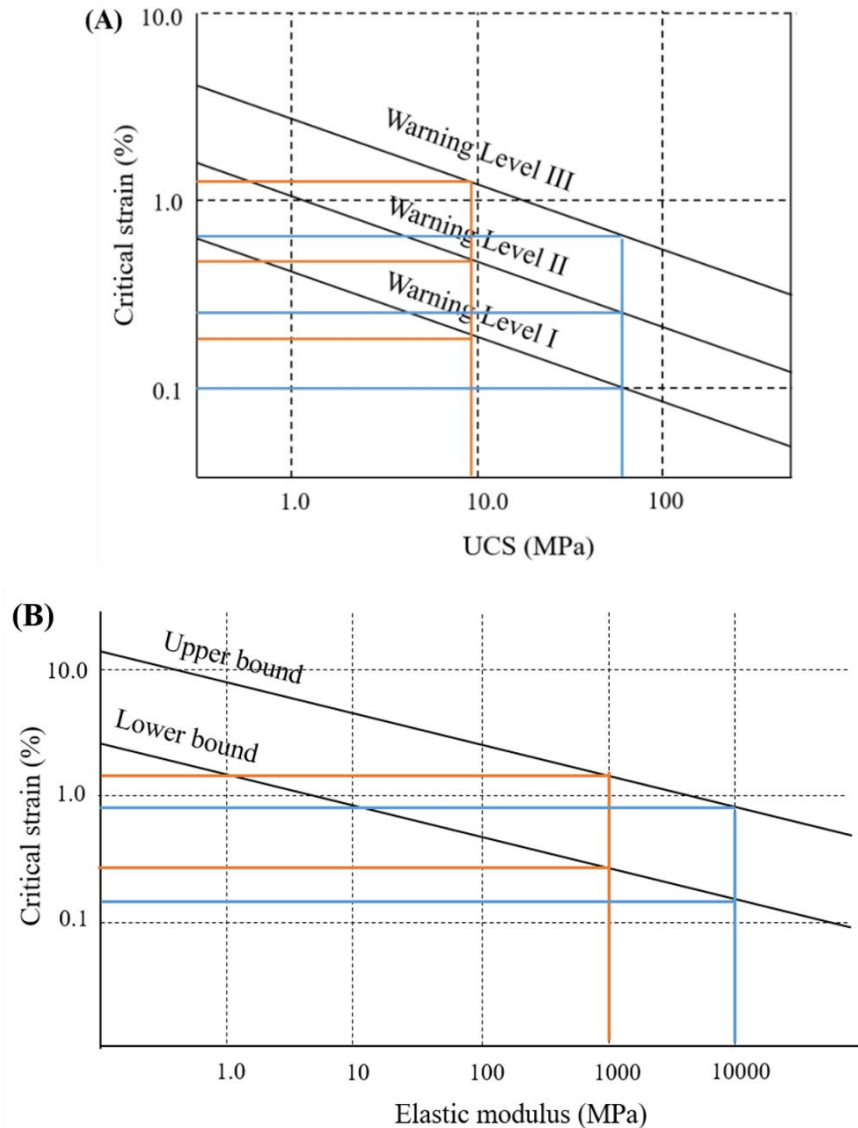 (A)
10.0
1.0
0.1
Critical strain (%)
Warning Level III
Warning Level II
Warning Level I
1.0 10.0 100
UCS (MPa)
(B)
10.0
1.0
0.1
Critical strain (%)
Upper bound
Lower bound
1.0 10 100 1000 10000
Elastic modulus (MPa)